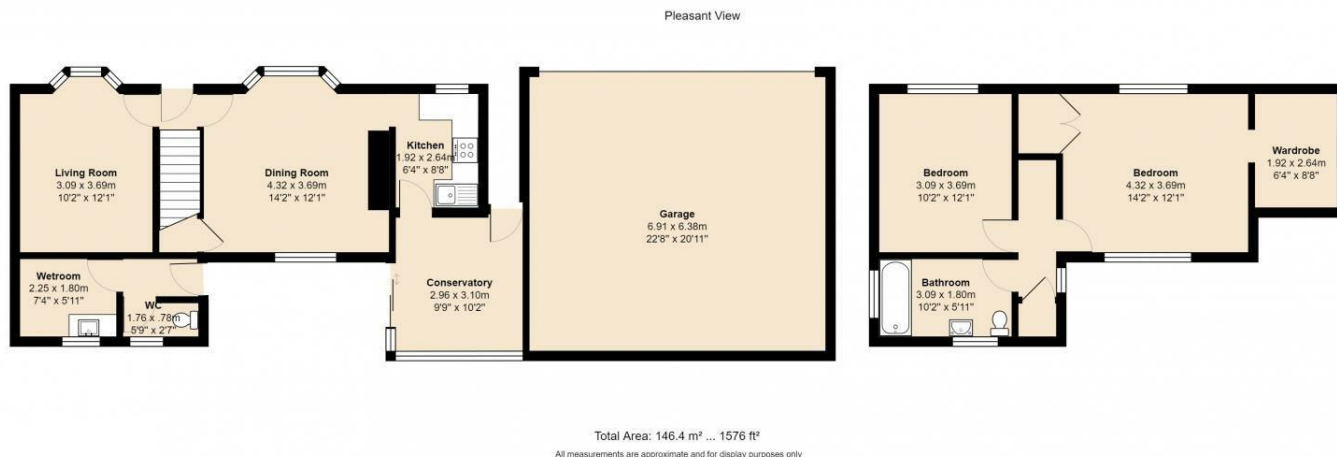 Pleasant View
Living Room
3.09 x 3.69m
10'2" x 12'1"
Dining Room
4.32 x 3.69m
14'2" x 12'1"
Kitchen
1.92 x 2.64m
6'4" x 8'8"
Wetroom
2.25 x 1.80m
7'4" x 5'11"
WC
1.76 x .78m
5'9" x 2'7"
Conservatory
2.96 x 3.10m
9'9" x 10'2"
Garage
6.91 x 6.38m
22'8" x 20'11"
Bedroom
3.09 x 3.69m
10'2" x 12'1"
Bedroom
4.32 x 3.69m
14'2" x 12'1"
Wardrobe
1.92 x 2.64m
6'4" x 8'8"
Bathroom
3.09 x 1.80m
10'2" x 5'11"
Total Area: 146.4 m² ... 1576 ft²
All measurements are approximate and for display purposes only